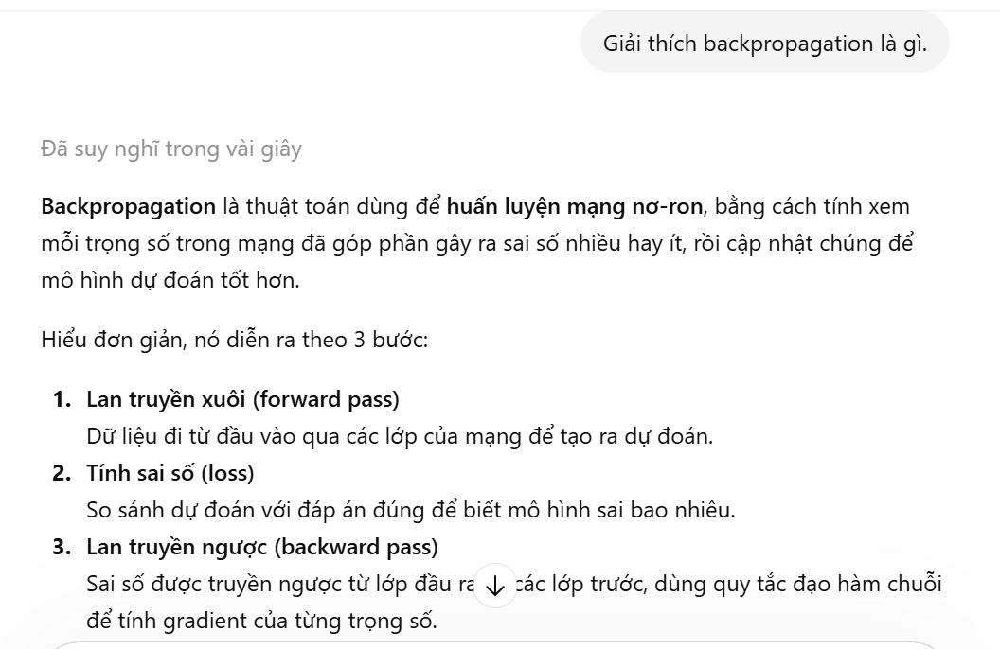 Giải thích backpropagation là gì.
Đã suy nghĩ trong vài giây
Backpropagation là thuật toán dùng để huấn luyện mạng nơ-ron, bằng cách tính xem
mỗi trọng số trong mạng đã góp phần gây ra sai số nhiều hay ít, rồi cập nhật chúng để
mô hình dự đoán tốt hơn.
Hiểu đơn giản, nó diễn ra theo 3 bước:
1. Lan truyền xuôi (forward pass)
Dữ liệu đi từ đầu vào qua các lớp của mạng để tạo ra dự đoán.
2. Tính sai số (loss)
So sánh dự đoán với đáp án đúng để biết mô hình sai bao nhiêu.
3. Lan truyền ngược (backward pass)
Sai số được truyền ngược từ lớp đầu ra các lớp trước, dùng quy tắc đạo hàm chuỗi
để tính gradient của từng trọng số.